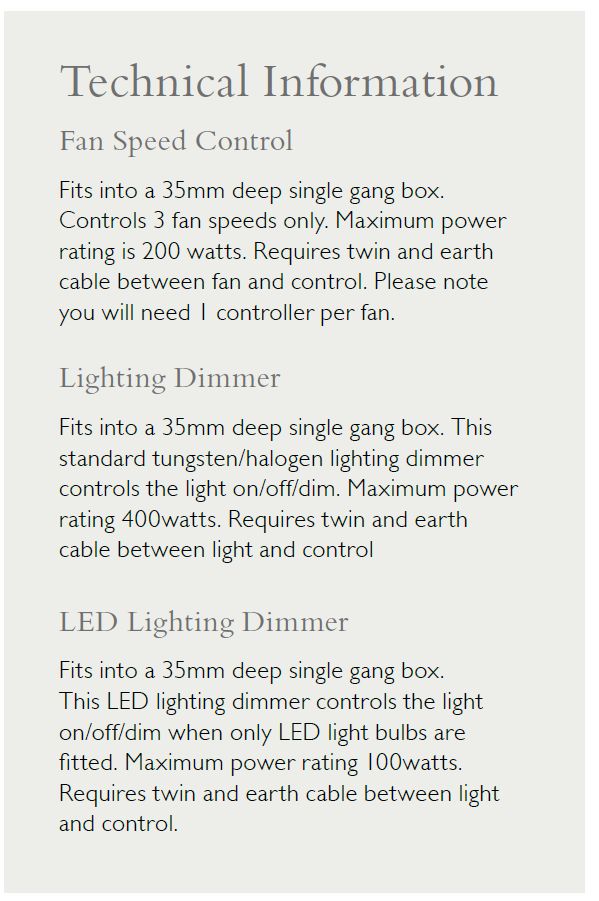 Technical Information
Fan Speed Control
Fits into a 35mm deep single gang box.
Controls 3 fan speeds only. Maximum power
rating is 200 watts. Requires twin and earth
cable between fan and control. Please note
you will need 1 controller per fan.
Lighting Dimmer
Fits into a 35mm deep single gang box. This
standard tungsten/halogen lighting dimmer
controls the light on/off/dim. Maximum power
rating 400watts. Requires twin and earth
cable between light and control
LED Lighting Dimmer
Fits into a 35mm deep single gang box.
This LED lighting dimmer controls the light
on/off/dim when only LED light bulbs are
fitted. Maximum power rating 100watts.
Requires twin and earth cable between light
and control.